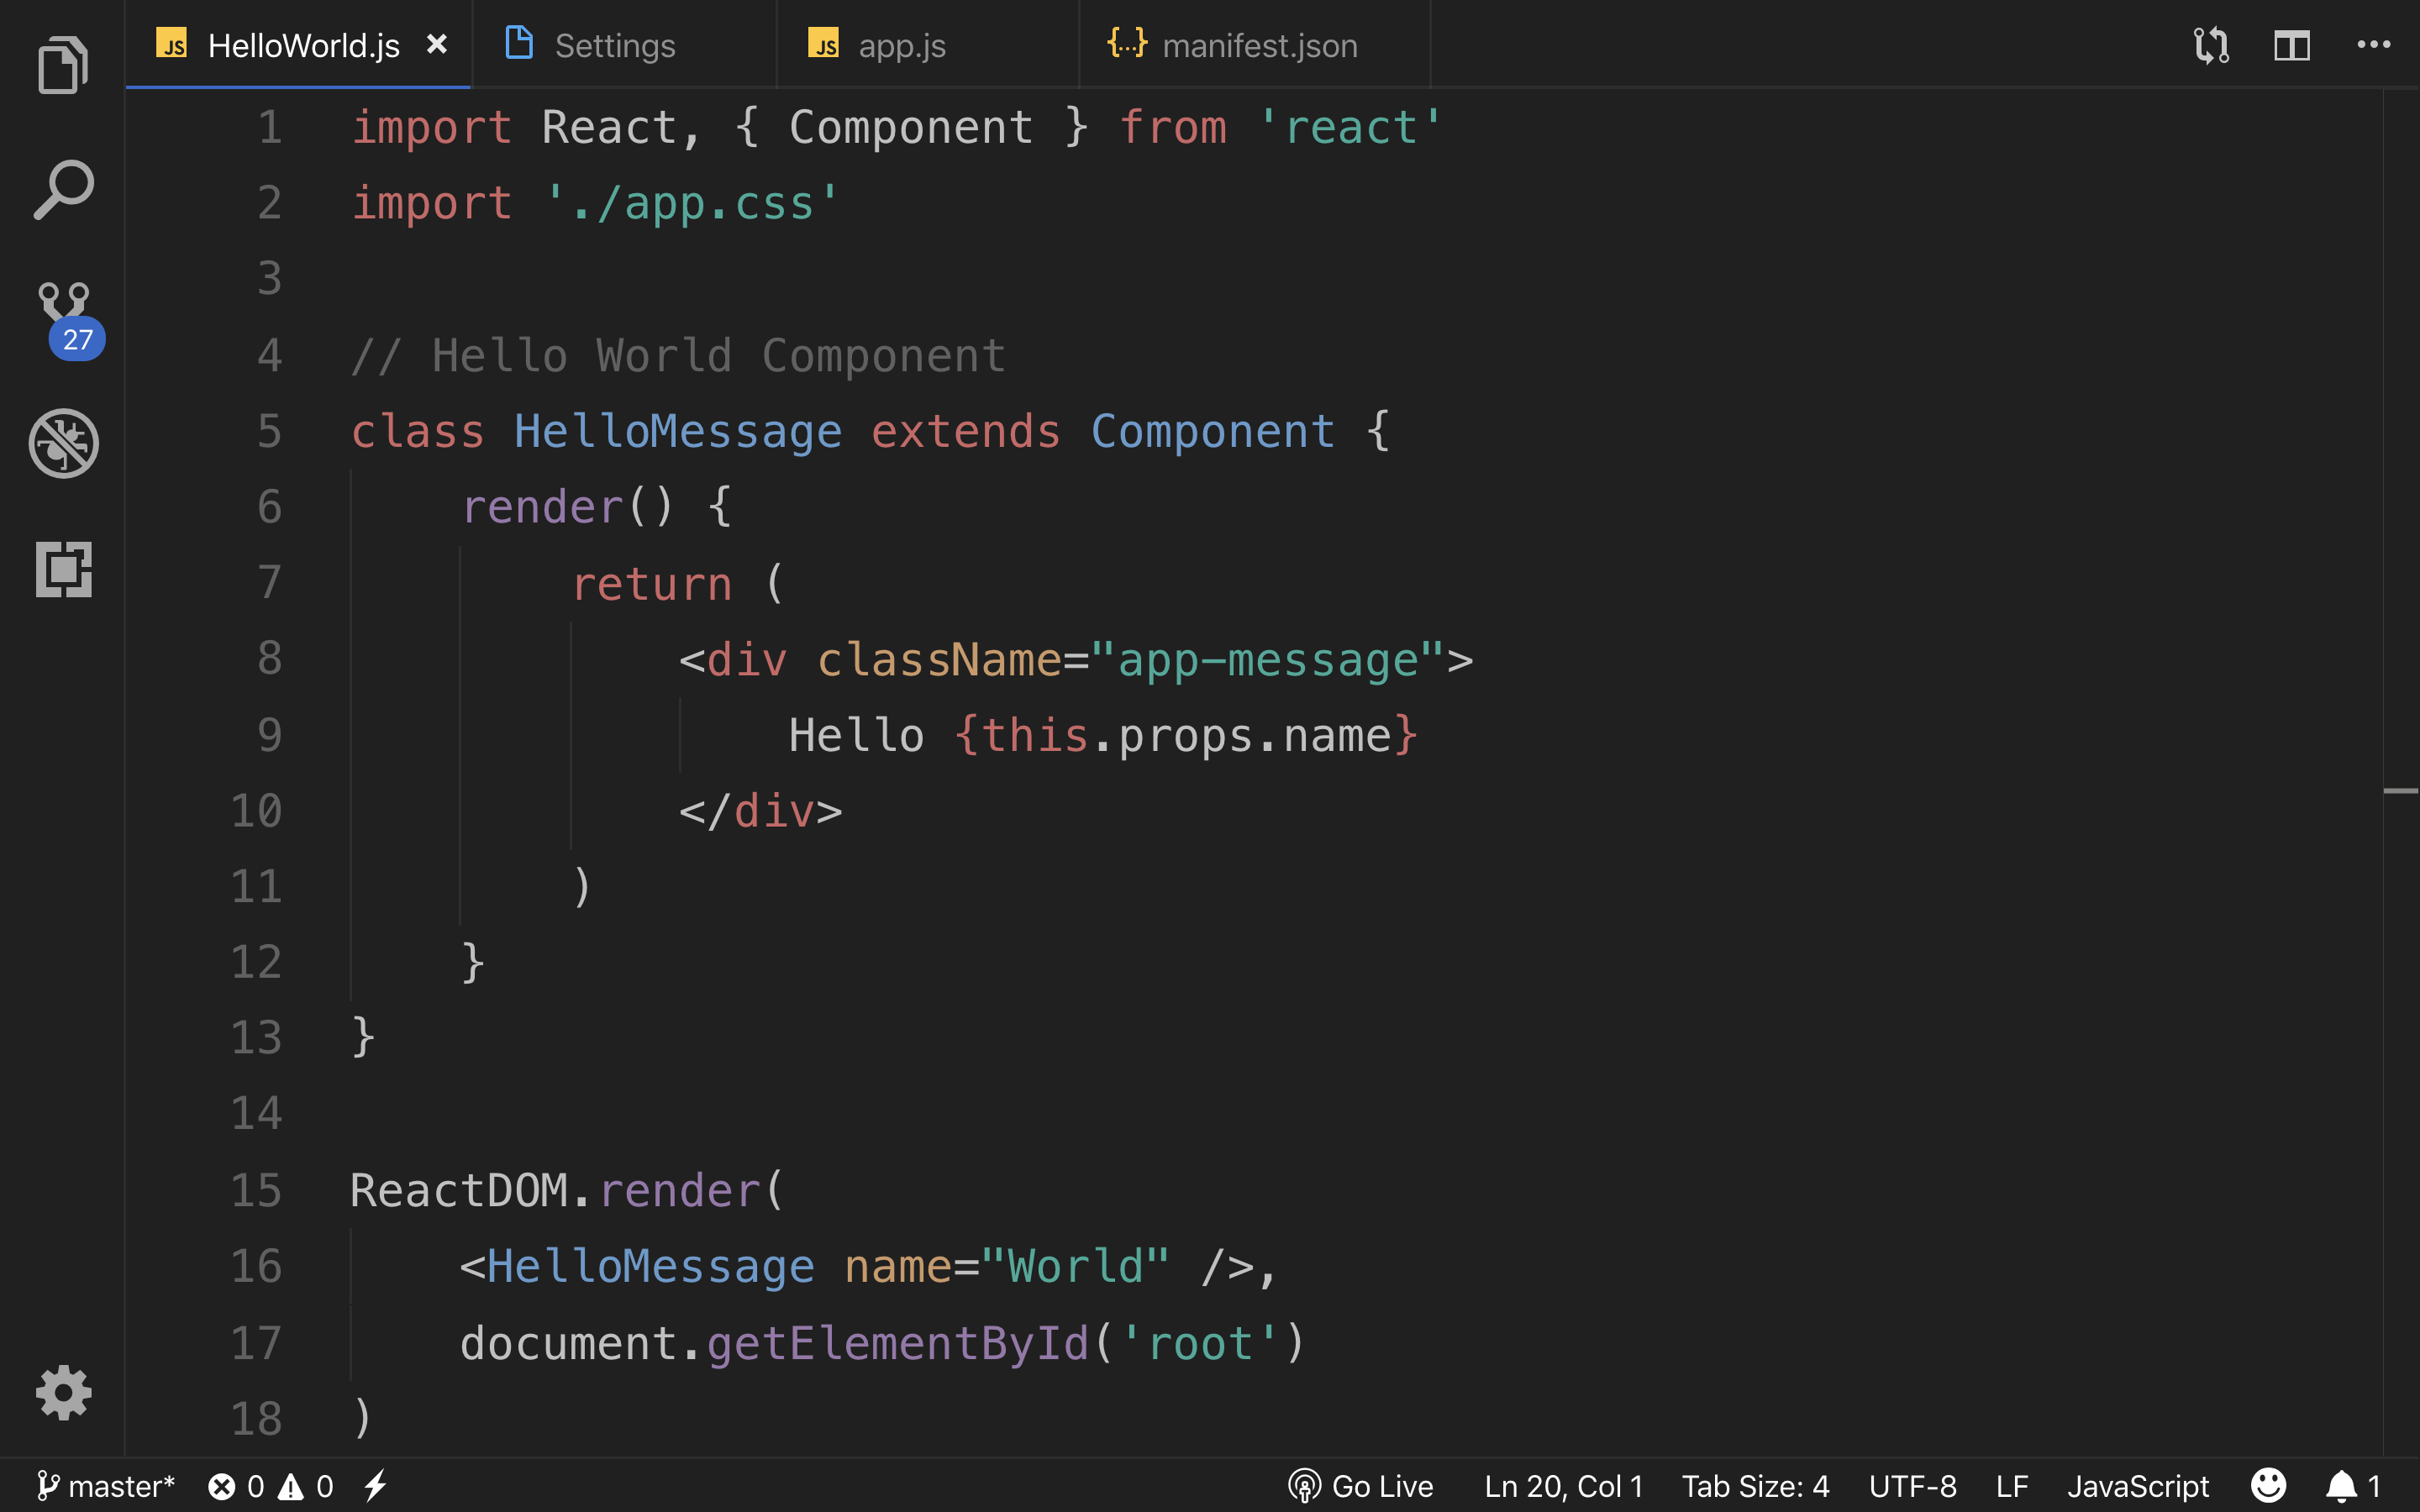 JS HelloWorld.js × Settings JS app.js {...} manifest.json
1 import React, { Component } from 'react'
2 import './app.css'
3
4 // Hello World Component
5 class HelloMessage extends Component {
6     render() {
7         return (
8             <div className="app-message">
9                 Hello {this.props.name}
10             </div>
11         )
12     }
13 }
14
15 ReactDOM.render(
16     <HelloMessage name="World" />,
17     document.getElementById('root')
18 )
27
master* 0 0 Go Live Ln 20, Col 1 Tab Size: 4 UTF-8 LF JavaScript 1